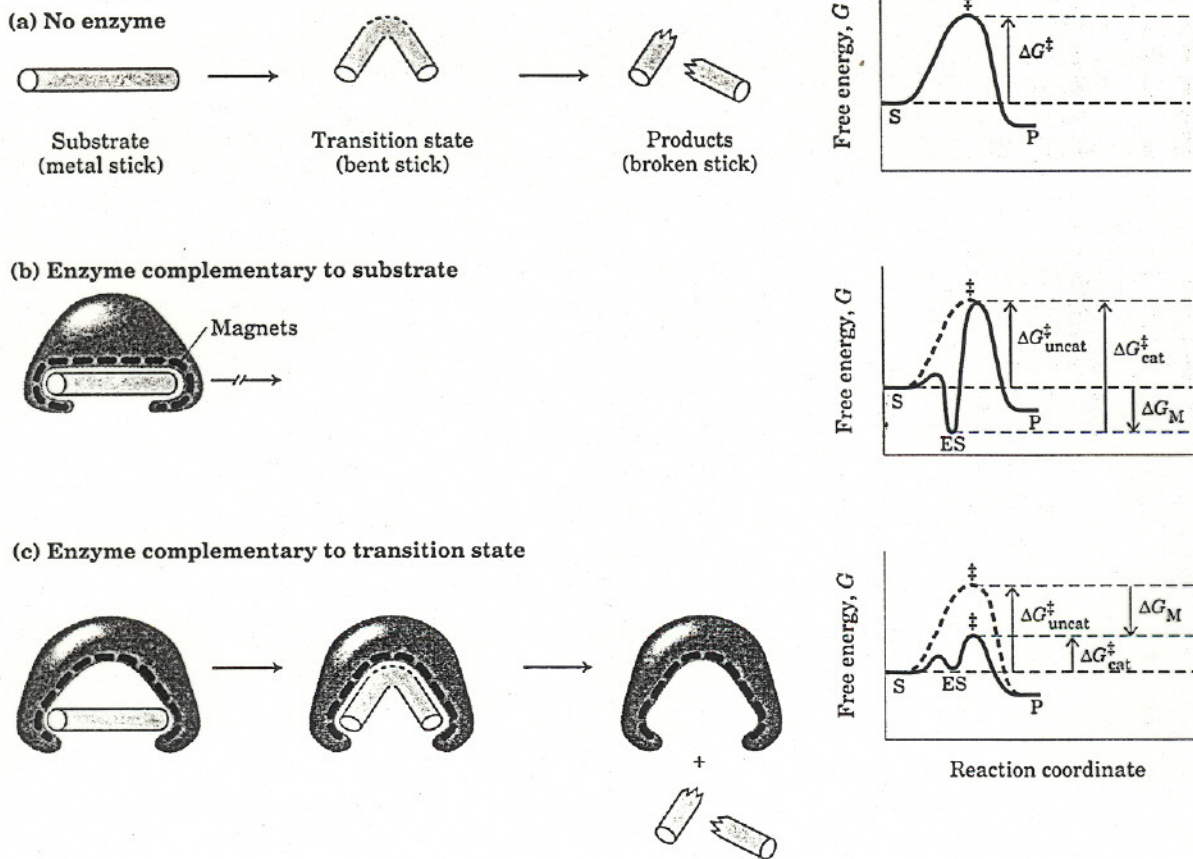 (a) No enzyme
Substrate
(metal stick)
Transition state
(bent stick)
Products
(broken stick)
Free energy, G
‡
ΔG‡
S
P
(b) Enzyme complementary to substrate
Magnets
Free energy, G
‡
ΔG‡uncat
ΔG‡cat
ΔGM
S
P
ES
(c) Enzyme complementary to transition state
+
Free energy, G
‡
‡
ΔG‡uncat
ΔGM
ΔG‡cat
S
ES
P
Reaction coordinate